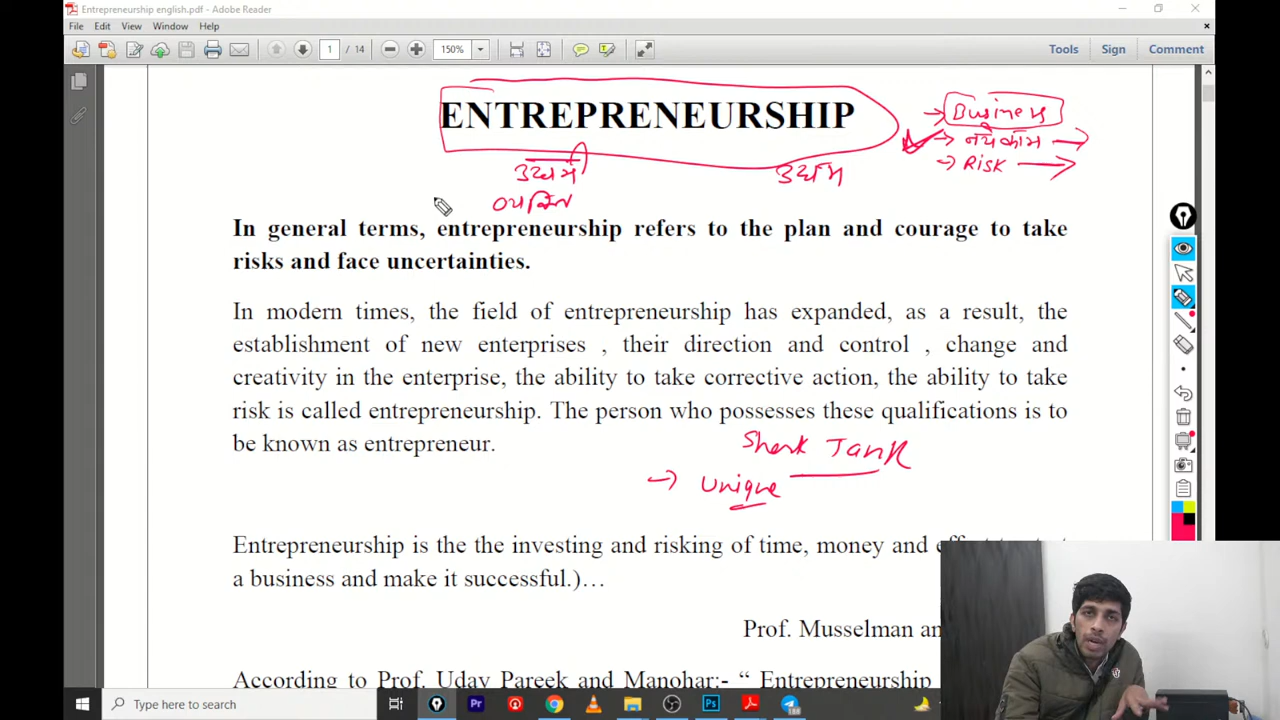 Entrepreneurship english.pdf - Adobe Reader
File Edit View Window Help
1 / 14 150% Tools Sign Comment
ENTREPRENEURSHIP
→ Business
→ Risk →
In general terms, entrepreneurship refers to the plan and courage to take
risks and face uncertainties.
In modern times, the field of entrepreneurship has expanded, as a result, the
establishment of new enterprises , their direction and control , change and
creativity in the enterprise, the ability to take corrective action, the ability to take
risk is called entrepreneurship. The person who possesses these qualifications is to
be known as entrepreneur.
Shark Tank
→ Unique
Entrepreneurship is the the investing and risking of time, money and
a business and make it successful.)…
Prof. Musselman
According to Prof. Uday Pareek and Manohar:- “ Entrepreneurship
Type here to search